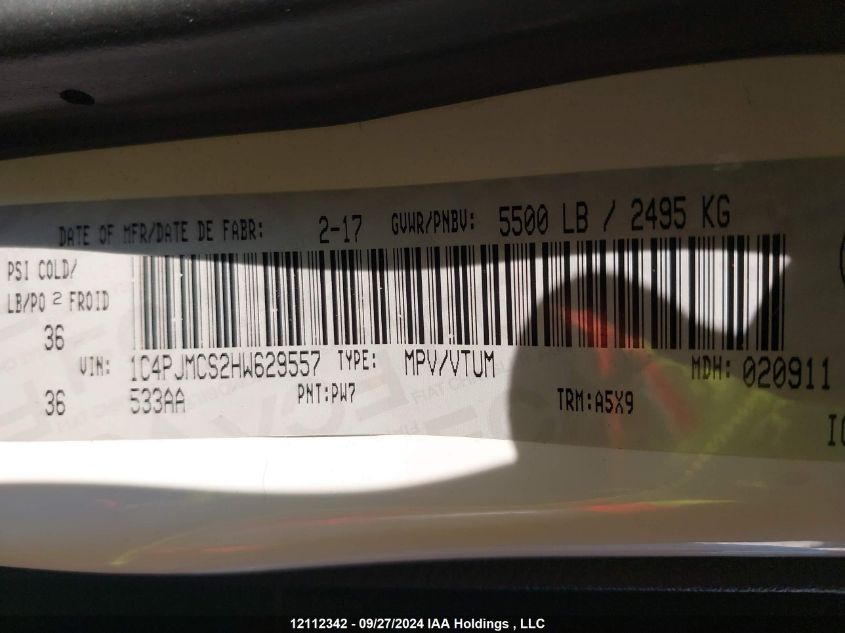 DATE OF MFR/DATE DE FABR: 2-17 GVWR/PNBV: 5500 LB / 2495 KG
PSI COLD/
LB/PO 2 FROID
36
VIN: 1C4PJMCS2HW629557 TYPE: MPV/VTUM MDH: 020911
36 533AA PNT:PW7 TRM:A5X9
12112342 - 09/27/2024 IAA Holdings , LLC